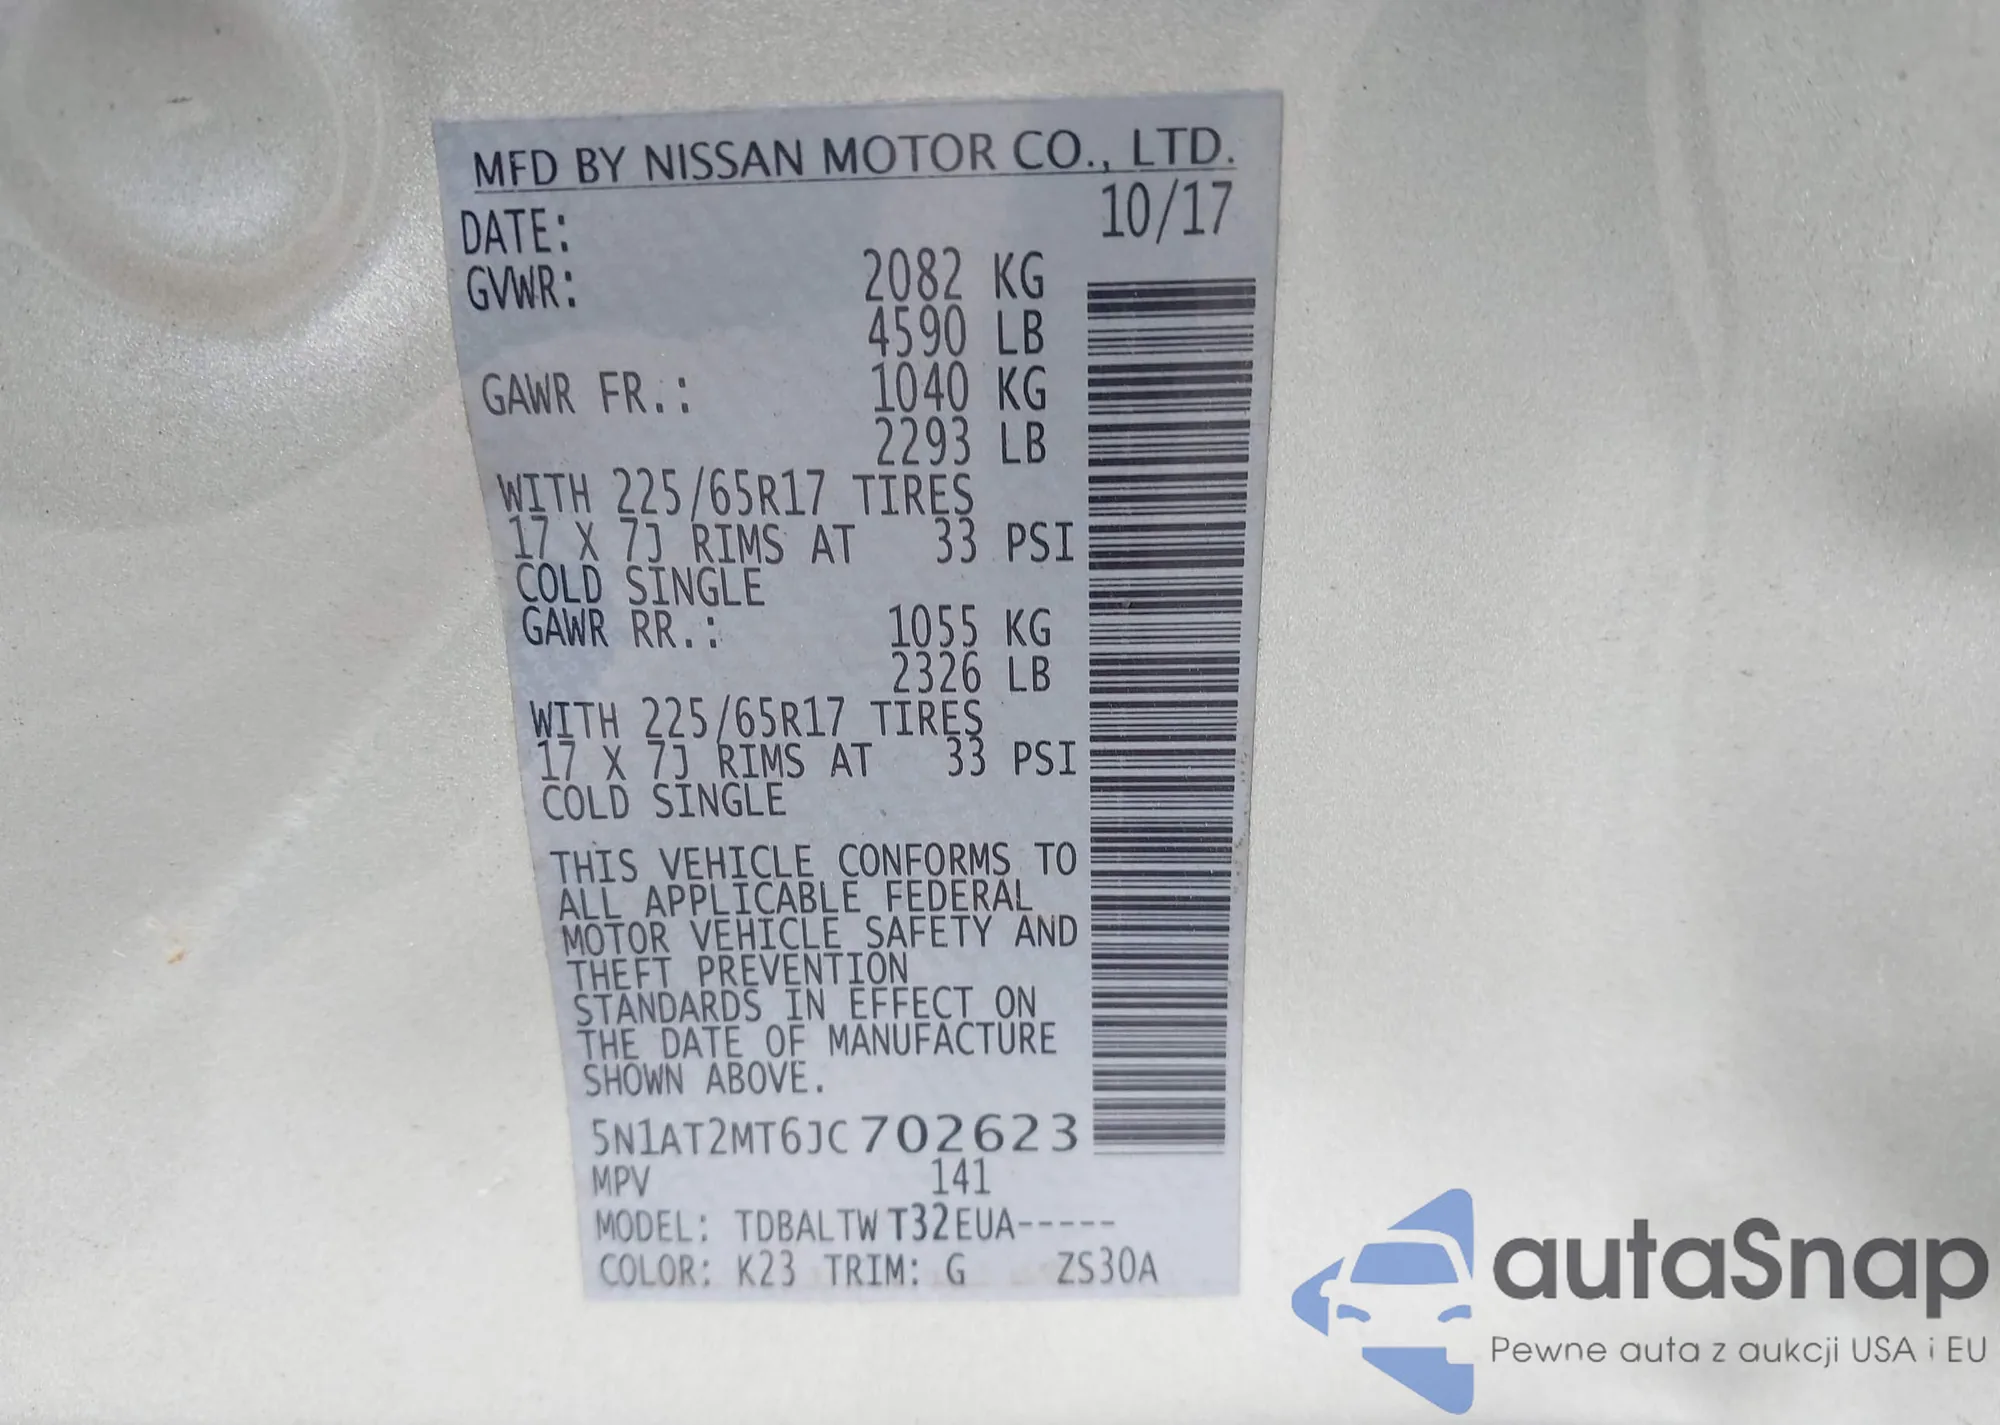 MFD BY NISSAN MOTOR CO., LTD.
DATE: 10/17
GVWR: 2082 KG
4590 LB
GAWR FR.: 1040 KG
2293 LB
WITH 225/65R17 TIRES
17 X 7J RIMS AT 33 PSI
COLD SINGLE
GAWR RR.: 1055 KG
2326 LB
WITH 225/65R17 TIRES
17 X 7J RIMS AT 33 PSI
COLD SINGLE
THIS VEHICLE CONFORMS TO
ALL APPLICABLE FEDERAL
MOTOR VEHICLE SAFETY AND
THEFT PREVENTION
STANDARDS IN EFFECT ON
THE DATE OF MANUFACTURE
SHOWN ABOVE.
5N1AT2MT6JC702623
MPV 141
MODEL: TDBALTWT32EUA-----
COLOR: K23 TRIM: G ZS30A
autaSnap
Pewne auta z aukcji USA i EU